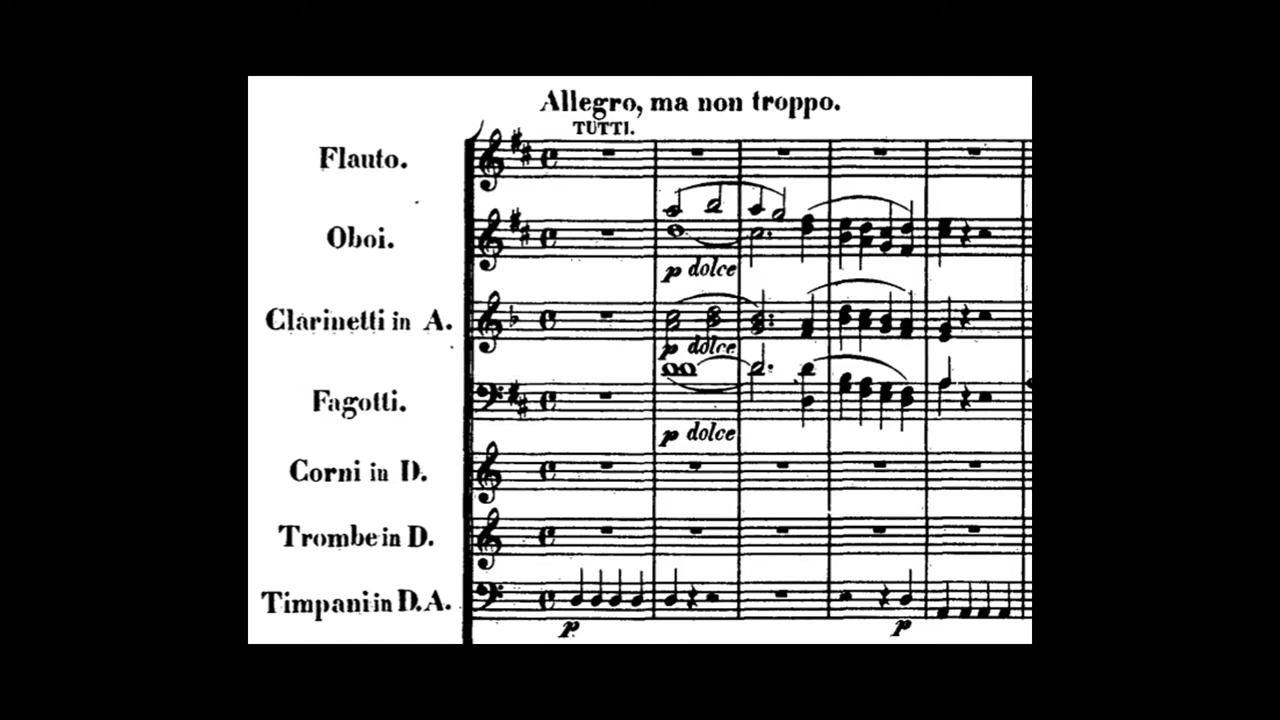 Allegro, ma non troppo.
TUTTI.
Flauto.
Oboi.
p dolce
Clarinetti in A.
p dolce
Fagotti.
p dolce
Corni in D.
Trombe in D.
Timpani in D.A.
p p